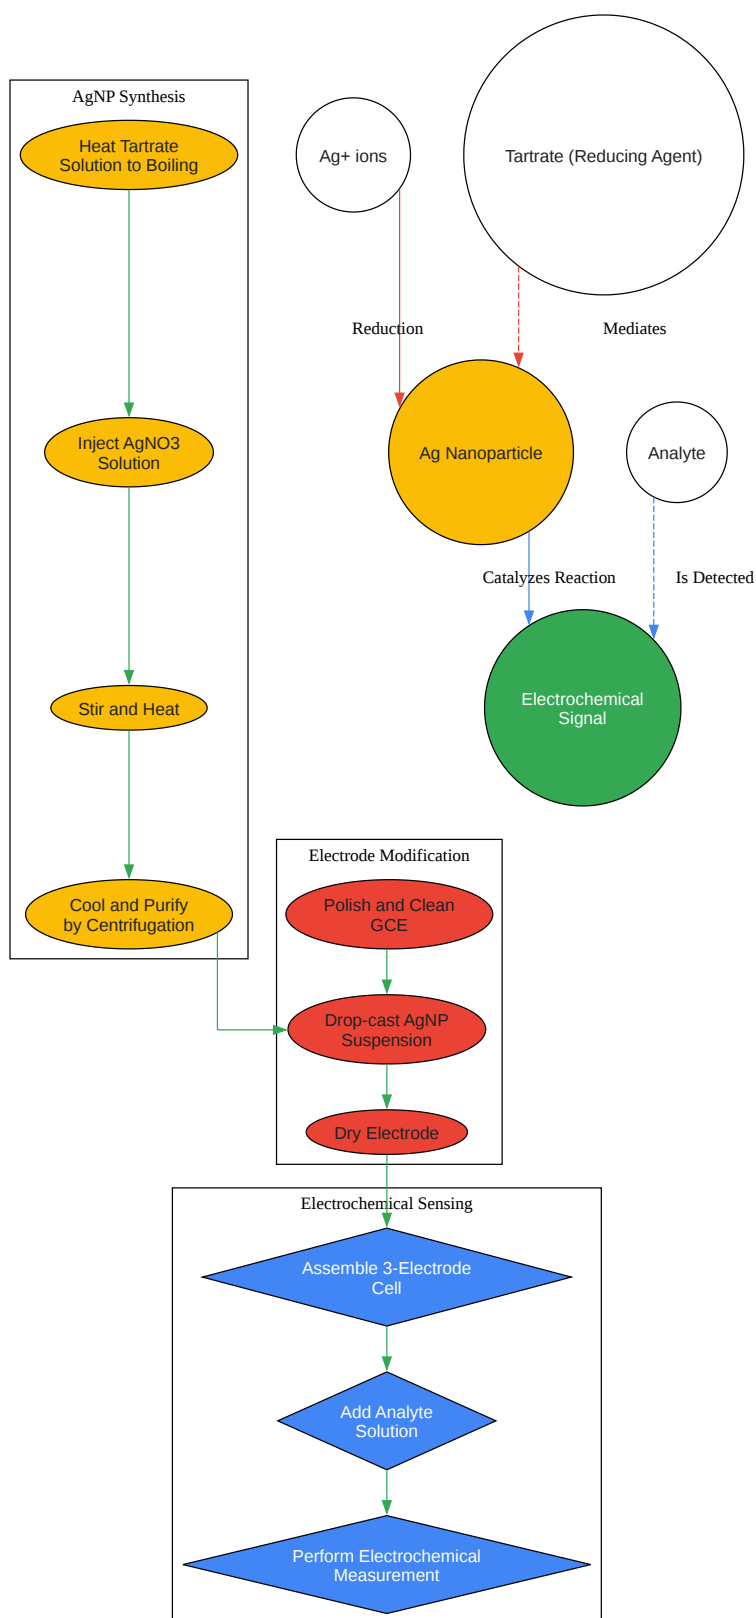 AgNP Synthesis
Heat Tartrate
Solution to Boiling
Inject AgNO3
Solution
Stir and Heat
Cool and Purify
by Centrifugation
Ag+ ions
Tartrate (Reducing Agent)
Reduction
Mediates
Ag Nanoparticle
Analyte
Catalyzes Reaction
Is Detected
Electrochemical
Signal
Electrode Modification
Polish and Clean
GCE
Drop-cast AgNP
Suspension
Dry Electrode
Electrochemical Sensing
Assemble 3-Electrode
Cell
Add Analyte
Solution
Perform Electrochemical
Measurement